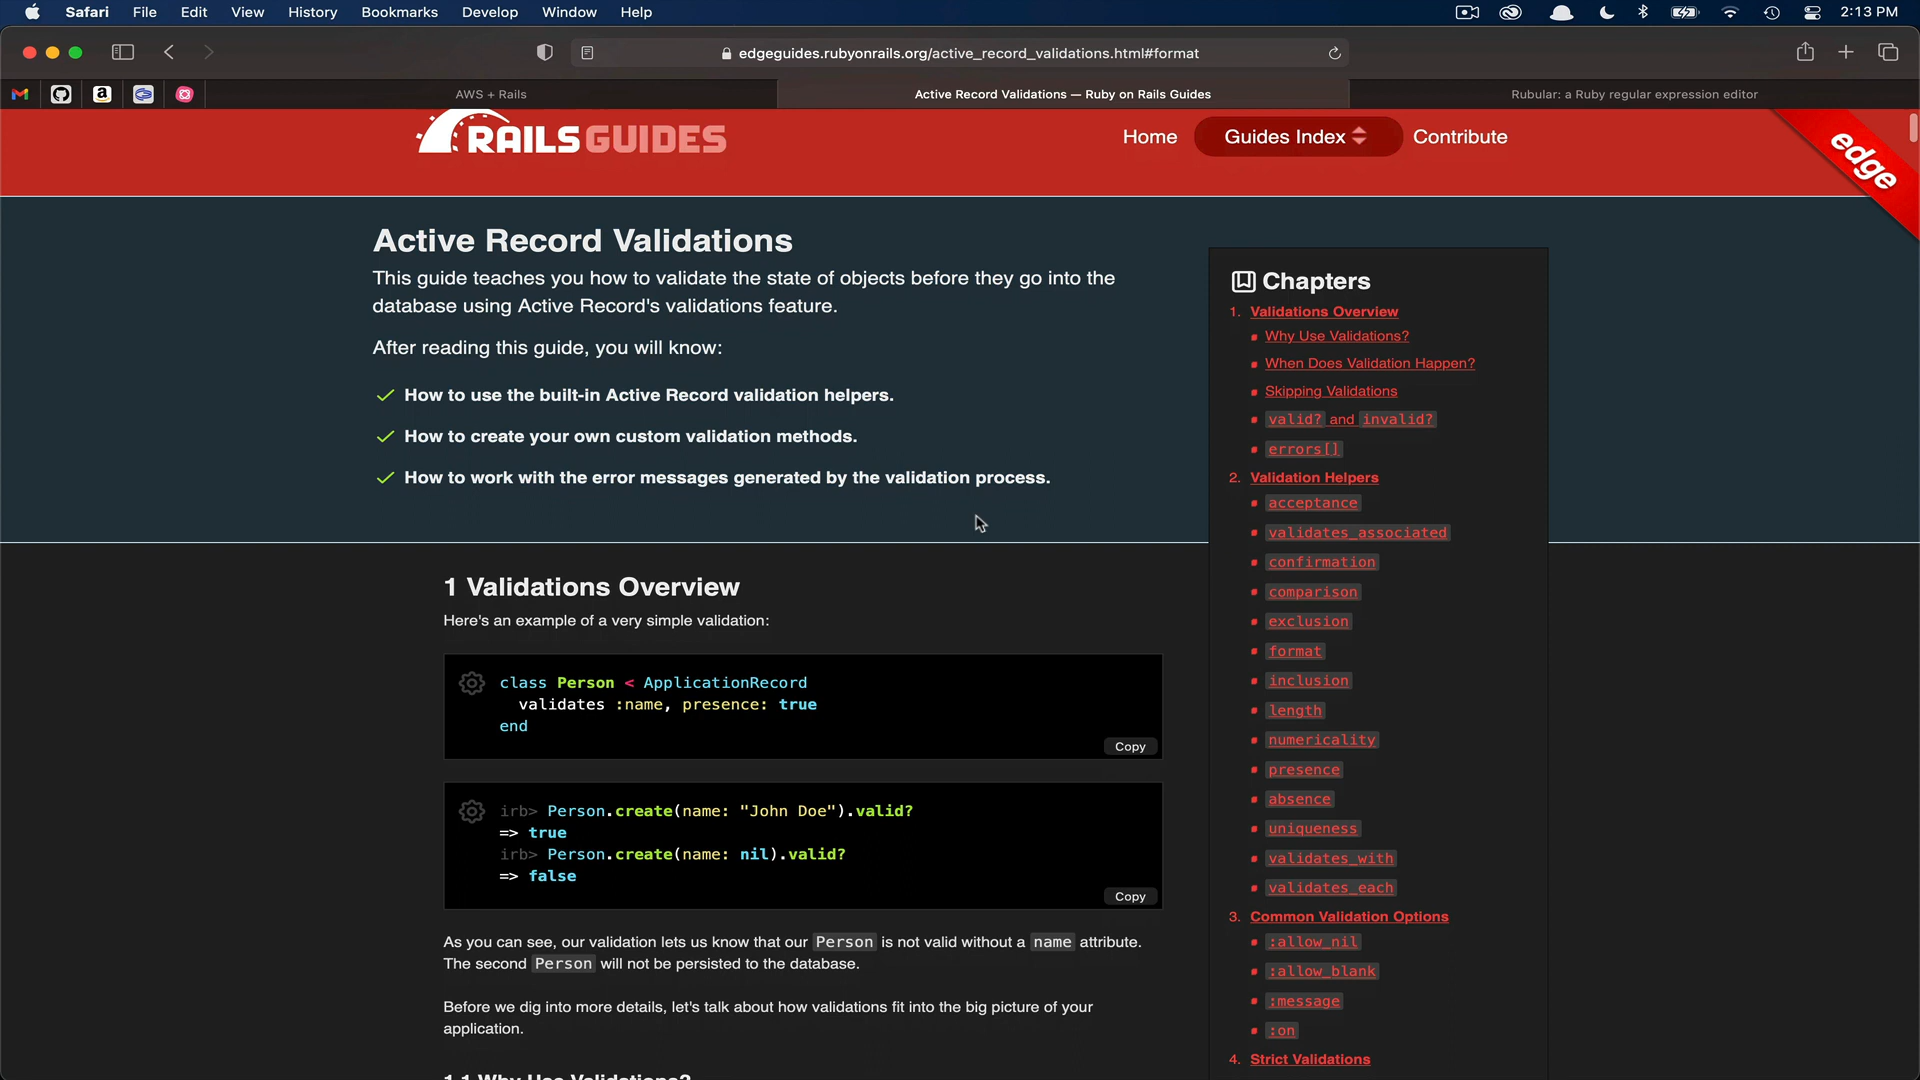 Safari File Edit View History Bookmarks Develop Window Help 2:13 PM
edgeguides.rubyonrails.org/active_record_validations.html#format
AWS + Rails
Active Record Validations — Ruby on Rails Guides
Rubular: a Ruby regular expression editor
RAILSGUIDES
Home
Guides Index
Contribute
edge
Active Record Validations
This guide teaches you how to validate the state of objects before they go into the
database using Active Record's validations feature.
After reading this guide, you will know:
How to use the built-in Active Record validation helpers.
How to create your own custom validation methods.
How to work with the error messages generated by the validation process.
1 Validations Overview
Here's an example of a very simple validation:
class Person < ApplicationRecord
validates :name, presence: true
end
Copy
irb> Person.create(name: "John Doe").valid?
=> true
irb> Person.create(name: nil).valid?
=> false
Copy
As you can see, our validation lets us know that our Person is not valid without a name attribute.
The second Person will not be persisted to the database.
Before we dig into more details, let's talk about how validations fit into the big picture of your
application.
1.1 Why Use Validations?
Chapters
1. Validations Overview
Why Use Validations?
When Does Validation Happen?
Skipping Validations
valid? and invalid?
errors[]
2. Validation Helpers
acceptance
validates_associated
confirmation
comparison
exclusion
format
inclusion
length
numericality
presence
absence
uniqueness
validates_with
validates_each
3. Common Validation Options
:allow_nil
:allow_blank
:message
:on
4. Strict Validations